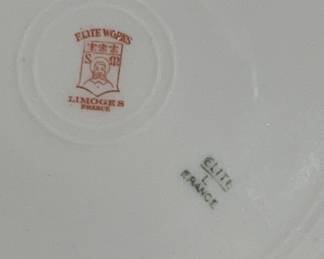 ELITE WORKS
S M
LIMOGES
FRANCE
ELITE
L
FRANCE